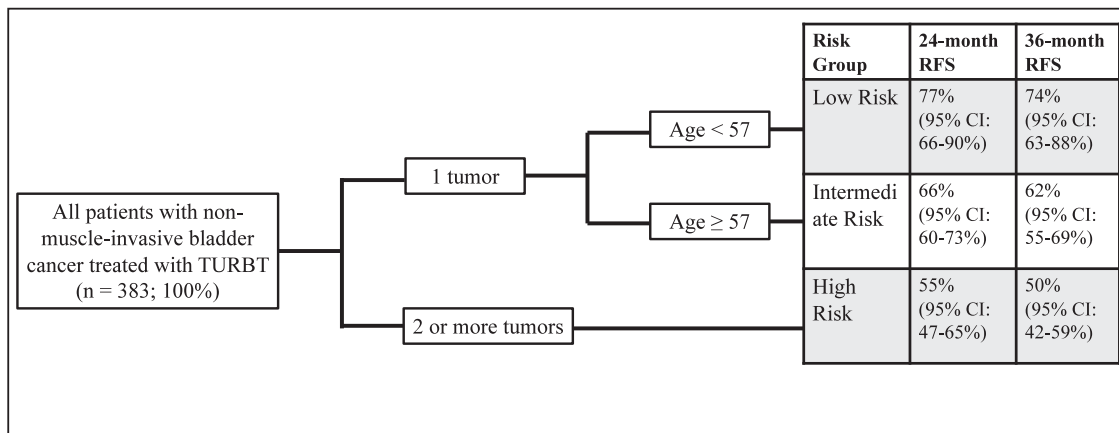 All patients with non-
muscle-invasive bladder
cancer treated with TURBT
(n = 383; 100%)
1 tumor
2 or more tumors
Age < 57
Age ≥ 57
Risk
Group
24-month
RFS
36-month
RFS
Low Risk
77%
(95% CI:
66-90%)
74%
(95% CI:
63-88%)
Intermedi
ate Risk
66%
(95% CI:
60-73%)
62%
(95% CI:
55-69%)
High
Risk
55%
(95% CI:
47-65%)
50%
(95% CI:
42-59%)